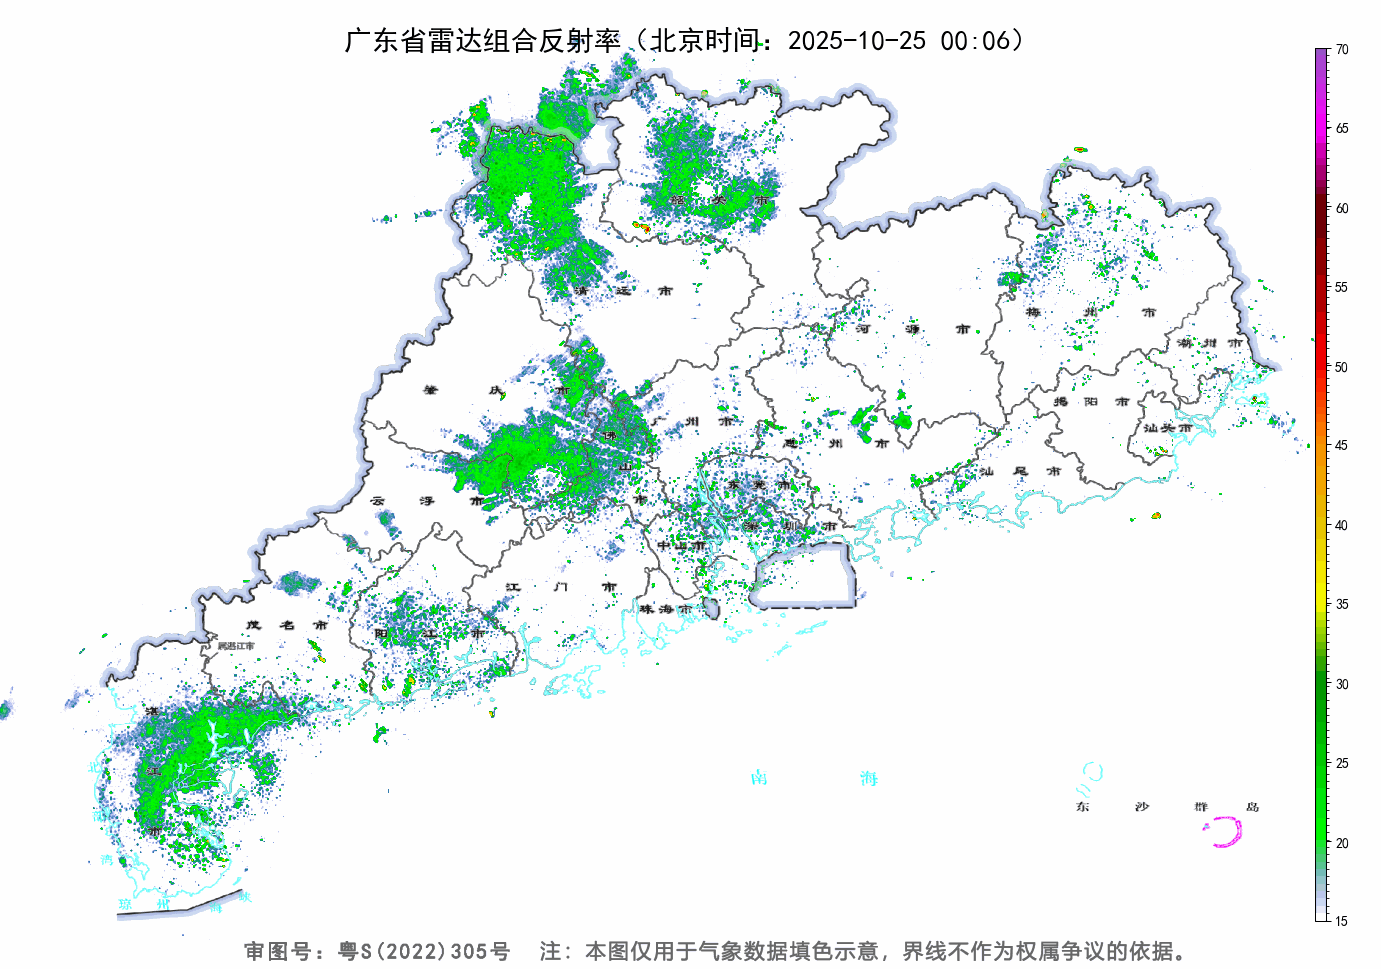 广东省雷达组合反射率（北京时间：2025-10-25 00:06）
70
65
60
55
50
45
40
35
30
25
20
15
韶 关 市
清 远 市
河 源 市
梅 州 市
潮 州 市
肇 庆 市
广 州 市
佛 山 市
惠 州 市
揭 阳 市
汕头市
汕 尾 市
东 莞 市
云 浮 市
深 圳 市
中山市
江 门 市
珠海市
茂 名 市
阳 江 市
属湛江市
湛 江 市
北 部 湾
南 海
东 沙 群 岛
琼 州 海 峡
审图号：粤S(2022)305号 注：本图仅用于气象数据填色示意，界线不作为权属争议的依据。